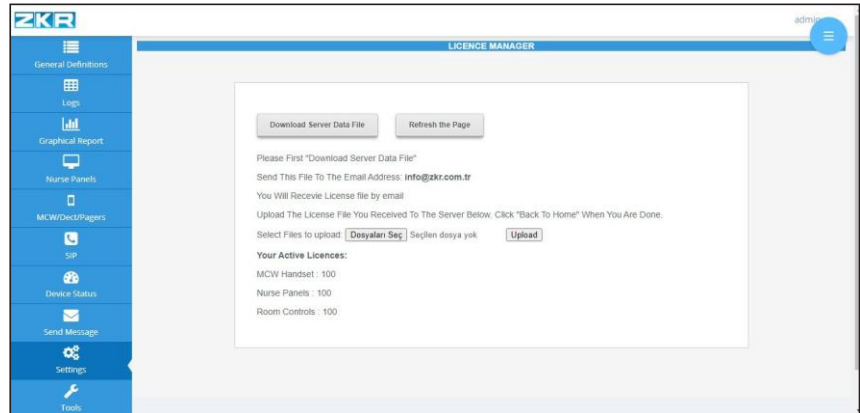 ZKR
admin
LICENCE MANAGER
General Definitions
Logs
Graphical Report
Nurse Panels
MCW/Dect/Pagers
SIP
Device Status
Send Message
Settings
Tools
Download Server Data File
Refresh the Page
Please First "Download Server Data File"
Send This File To The Email Address: info@zkr.com.tr
You Will Recevie License file by email
Upload The License File You Received To The Server Below. Click "Back To Home" When You Are Done.
Select Files to upload: Dosyaları Seç Seçilen dosya yok Upload
Your Active Licences:
MCW Handset : 100
Nurse Panels : 100
Room Controls : 100